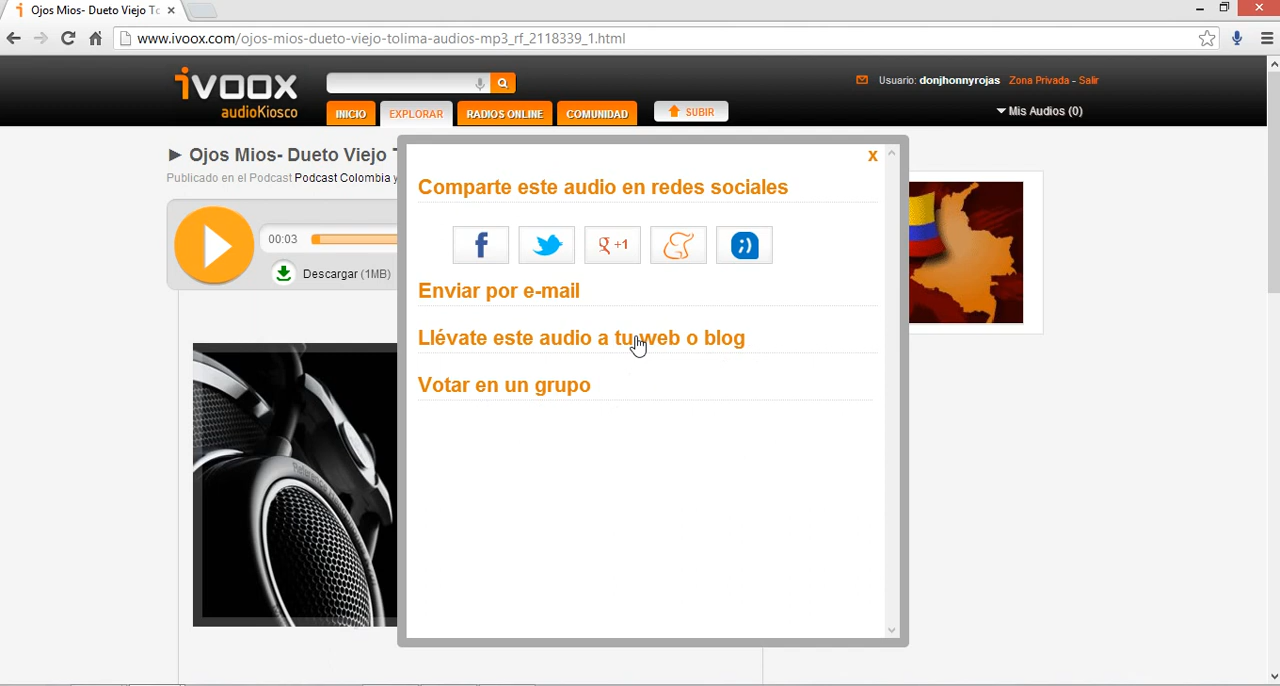 Ojos Mios- Dueto Viejo To
www.ivoox.com/ojos-mios-dueto-viejo-tolima-audios-mp3_rf_2118339_1.html
ivoox
audioKiosco
Usuario: donjhonnyrojas Zona Privada - Salir
INICIO EXPLORAR RADIOS ONLINE COMUNIDAD SUBIR
Mis Audios (0)
Ojos Mios- Dueto Viejo T
Publicado en el Podcast Podcast Colombia y
00:03
Descargar (1MB)
x
Comparte este audio en redes sociales
f
g +1
;)
Enviar por e-mail
Llévate este audio a tu web o blog
Votar en un grupo